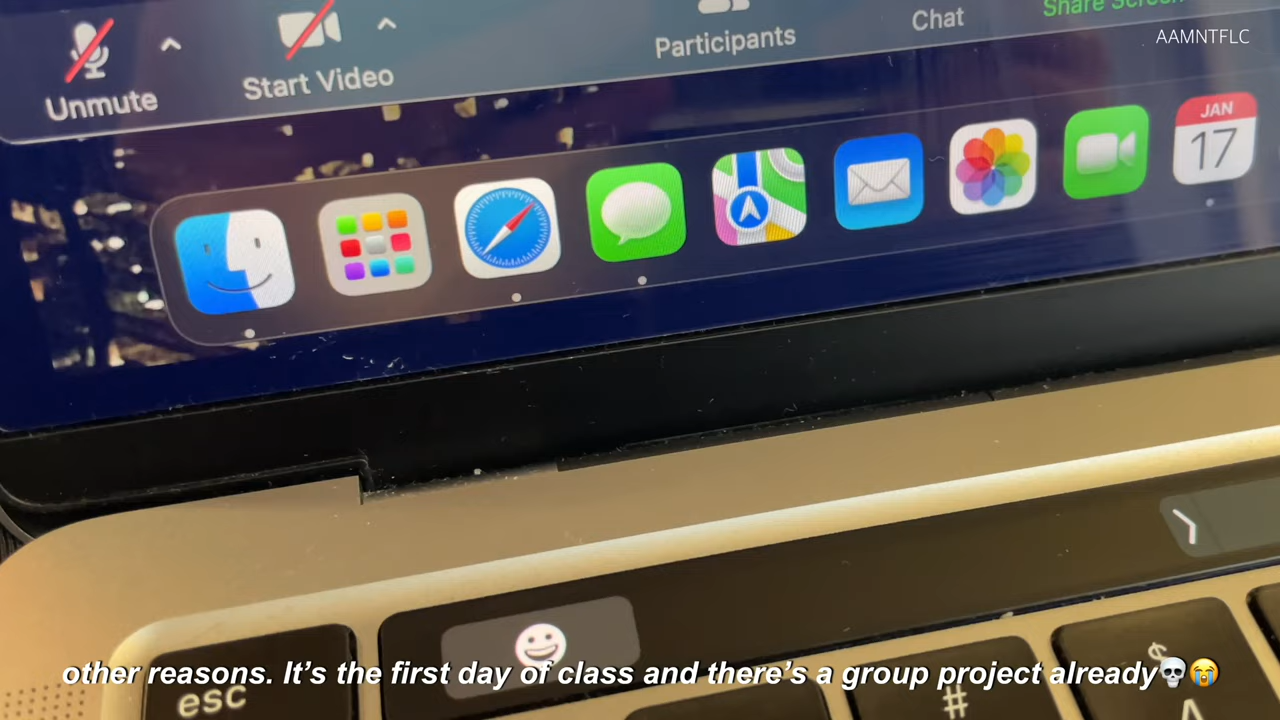 Unmute
Start Video
Participants
Chat
Share Screen
AAMNTFLC
JAN
17
other reasons. It's the first day of class and there's a group project already💀😭
esc
#
$